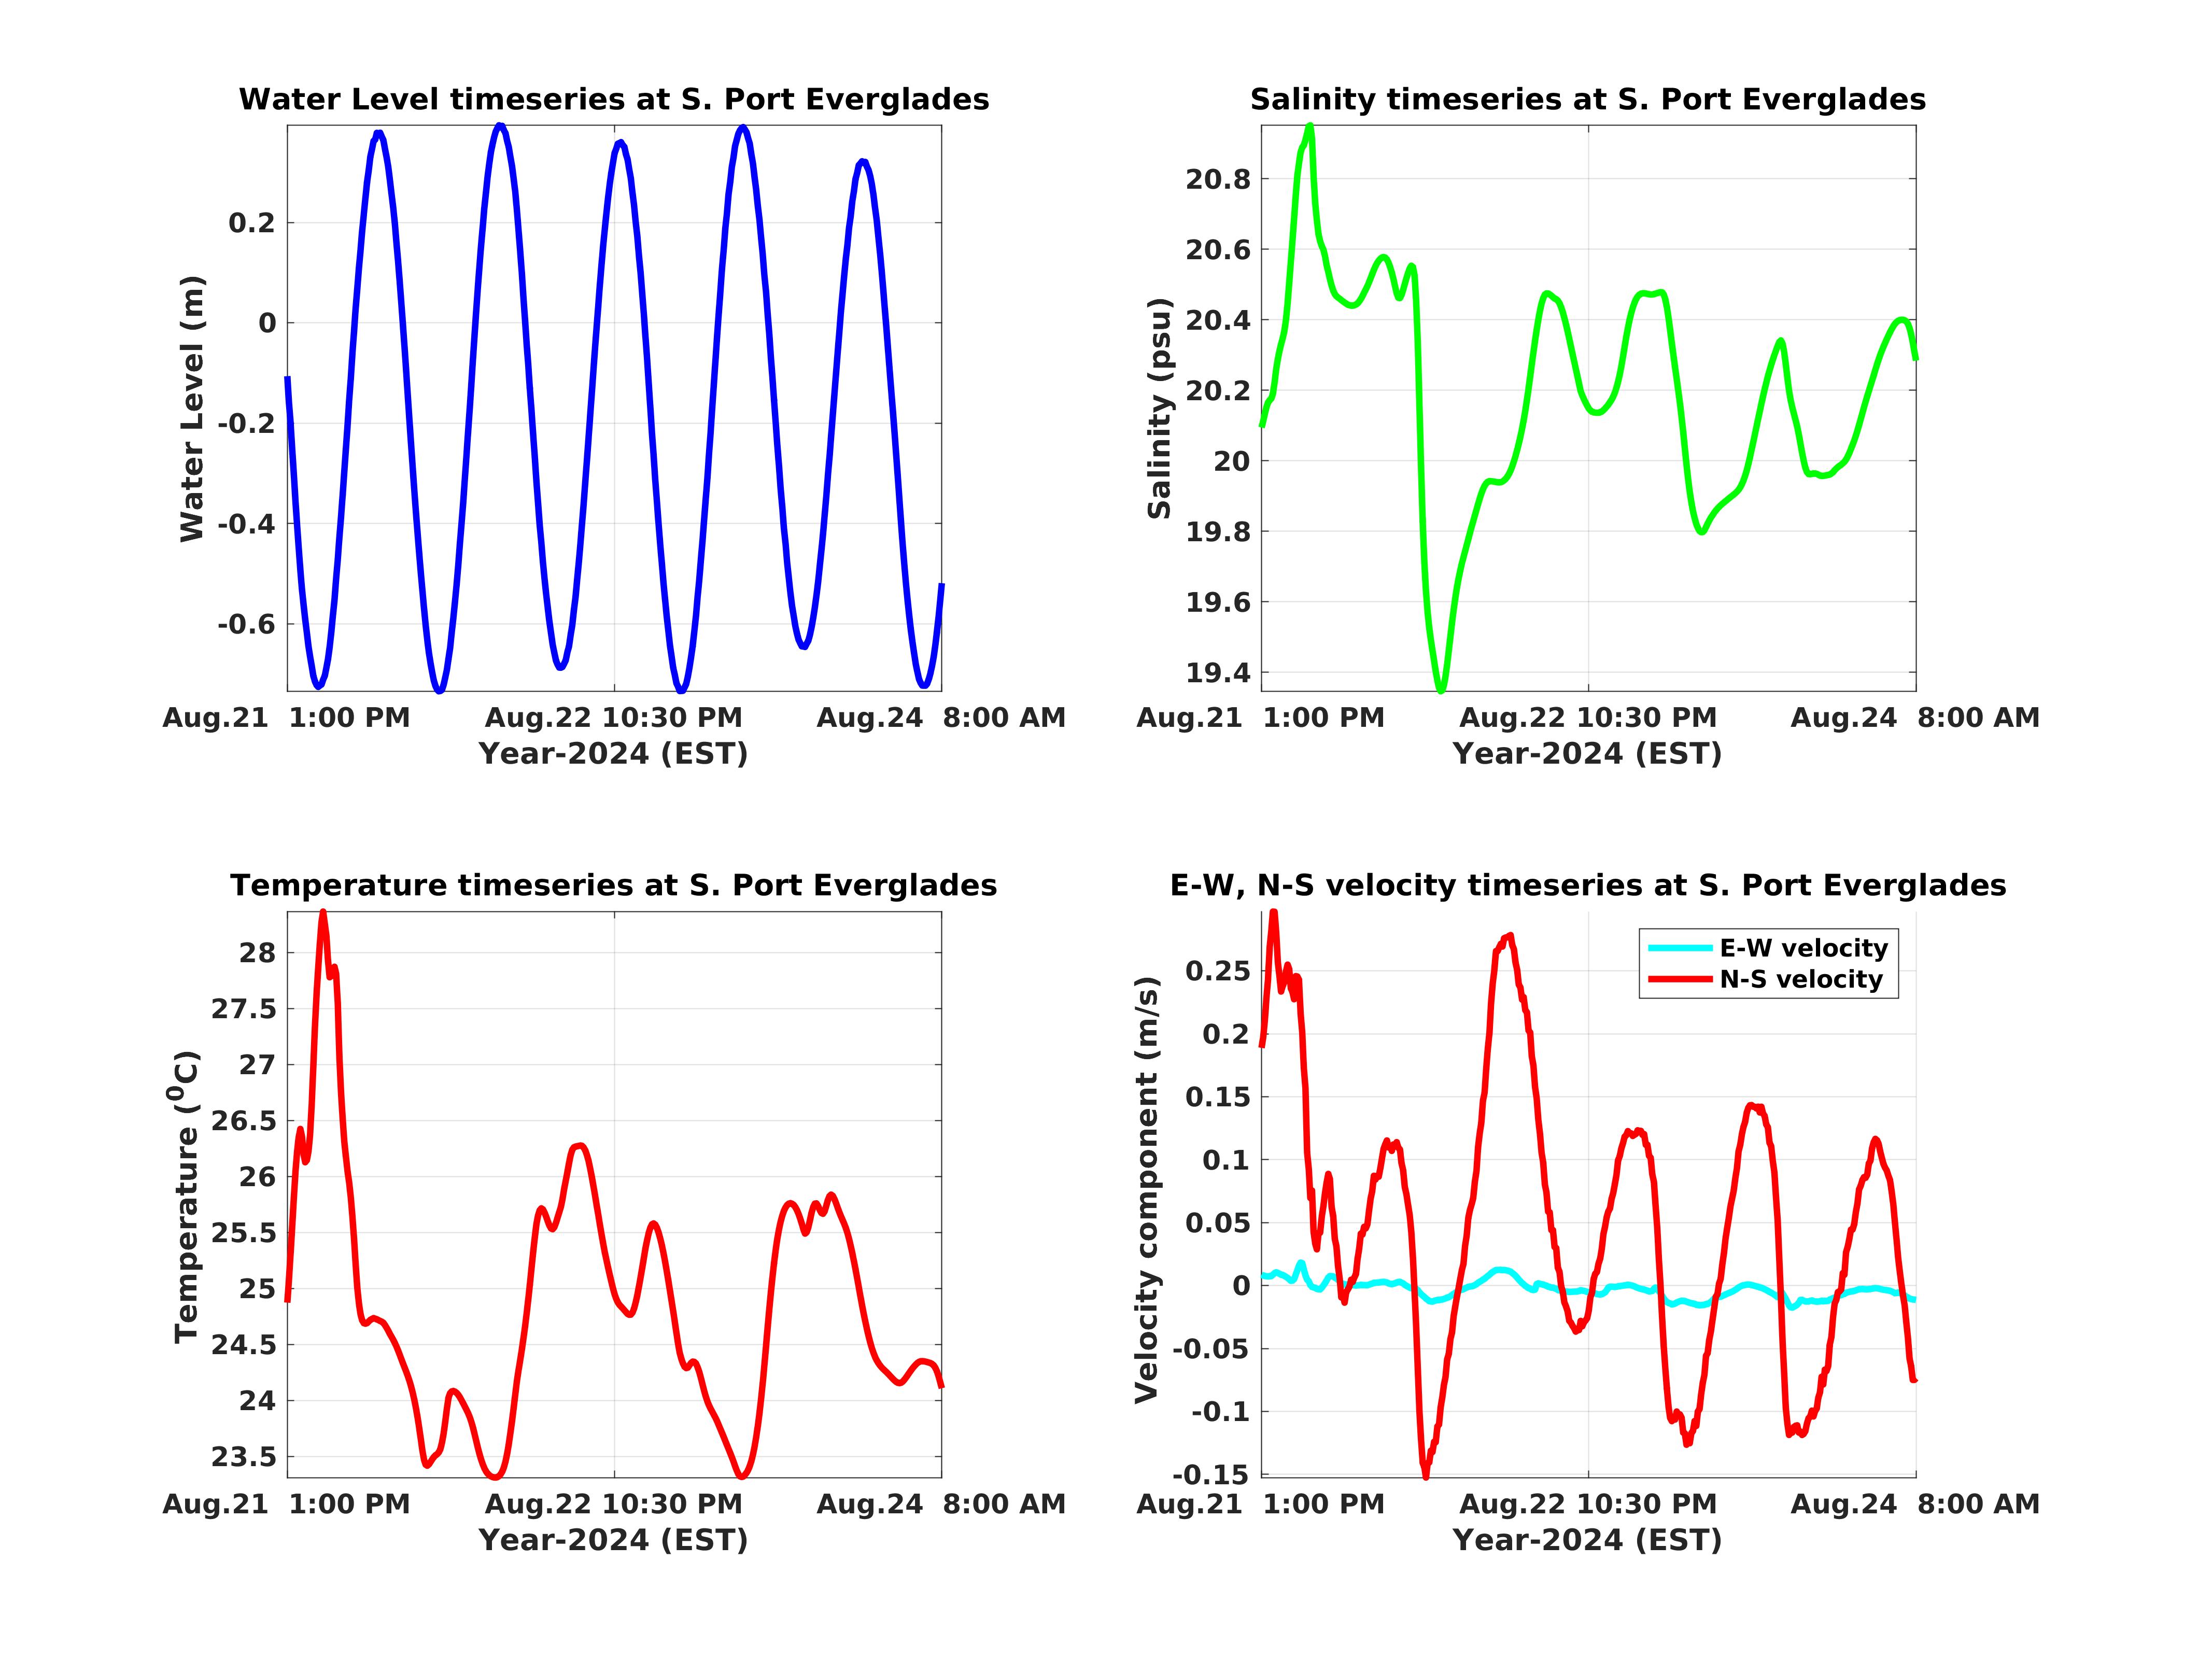 Water Level timeseries at S. Port Everglades
Water Level (m)
0.2
0
-0.2
-0.4
-0.6
Aug.21 1:00 PM
Aug.22 10:30 PM
Aug.24 8:00 AM
Year-2024 (EST)
Salinity timeseries at S. Port Everglades
Salinity (psu)
20.8
20.6
20.4
20.2
20
19.8
19.6
19.4
Aug.21 1:00 PM
Aug.22 10:30 PM
Aug.24 8:00 AM
Year-2024 (EST)
Temperature timeseries at S. Port Everglades
Temperature (⁰C)
28
27.5
27
26.5
26
25.5
25
24.5
24
23.5
Aug.21 1:00 PM
Aug.22 10:30 PM
Aug.24 8:00 AM
Year-2024 (EST)
E-W, N-S velocity timeseries at S. Port Everglades
Velocity component (m/s)
E-W velocity
N-S velocity
0.25
0.2
0.15
0.1
0.05
0
-0.05
-0.1
-0.15
Aug.21 1:00 PM
Aug.22 10:30 PM
Aug.24 8:00 AM
Year-2024 (EST)